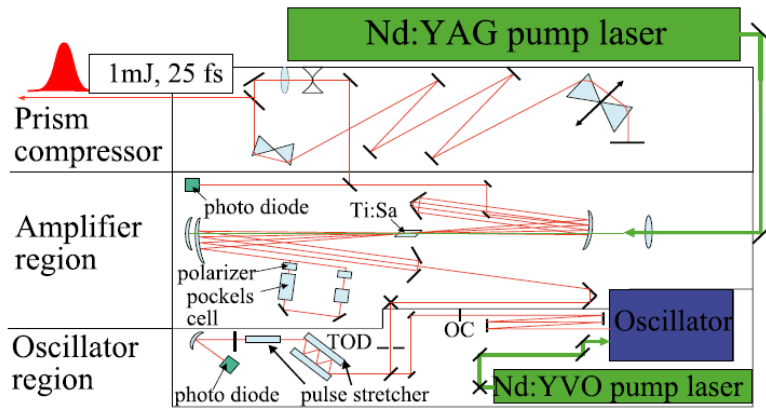 Nd:YAG pump laser
1mJ, 25 fs
Prism
compressor
photo diode
Ti:Sa
Amplifier
region
polarizer
pockels
cell
Oscillator
OC
TOD
Oscillator
region
photo diode
pulse stretcher
Nd:YVO pump laser